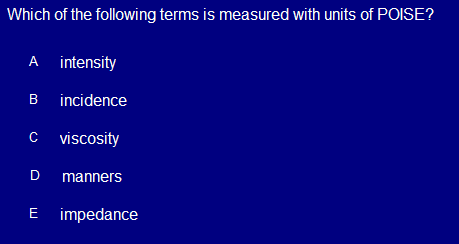 Which of the following terms is measured with units of POISE?
A intensity
B incidence
C viscosity
D manners
E impedance